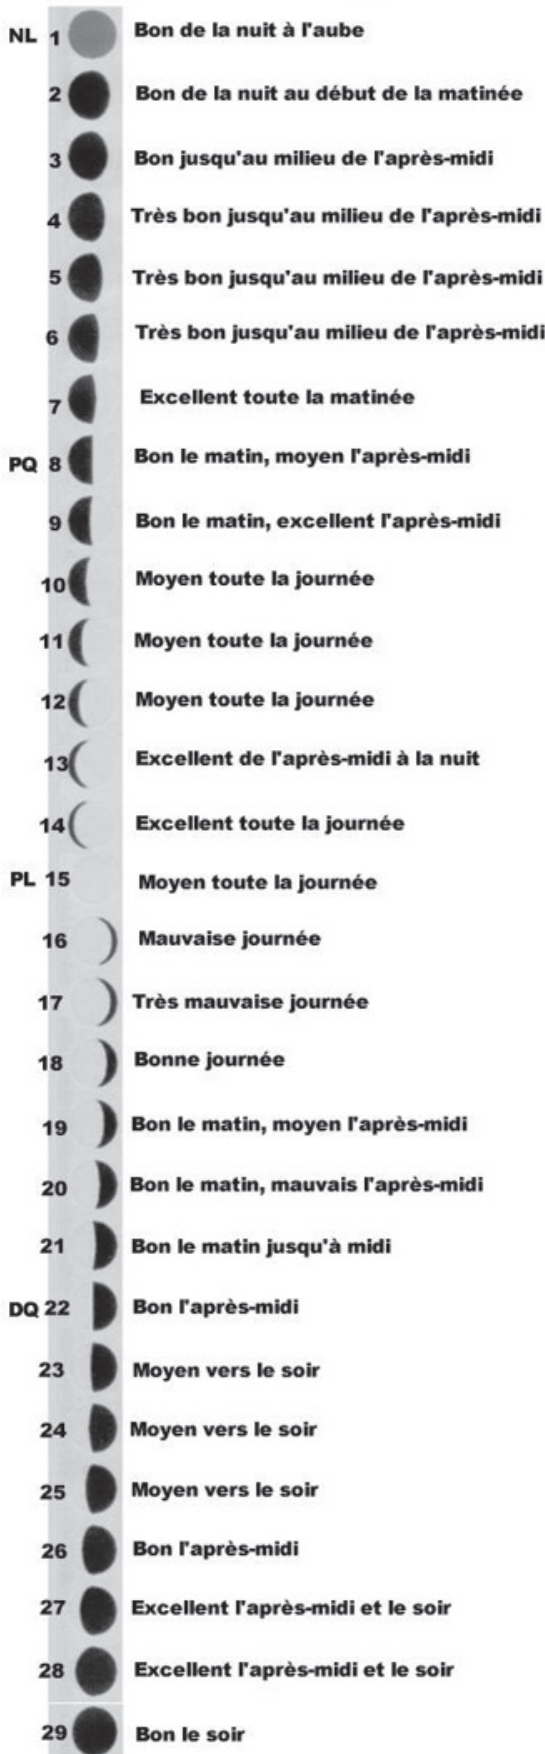 NL 1 Bon de la nuit à l'aube
2 Bon de la nuit au début de la matinée
3 Bon jusqu'au milieu de l'après-midi
4 Très bon jusqu'au milieu de l'après-midi
5 Très bon jusqu'au milieu de l'après-midi
6 Très bon jusqu'au milieu de l'après-midi
7 Excellent toute la matinée
PQ 8 Bon le matin, moyen l'après-midi
9 Bon le matin, excellent l'après-midi
10 Moyen toute la journée
11 Moyen toute la journée
12 Moyen toute la journée
13 Excellent de l'après-midi à la nuit
14 Excellent toute la journée
PL 15 Moyen toute la journée
16 Mauvaise journée
17 Très mauvaise journée
18 Bonne journée
19 Bon le matin, moyen l'après-midi
20 Bon le matin, mauvais l'après-midi
21 Bon le matin jusqu'à midi
DQ 22 Bon l'après-midi
23 Moyen vers le soir
24 Moyen vers le soir
25 Moyen vers le soir
26 Bon l'après-midi
27 Excellent l'après-midi et le soir
28 Excellent l'après-midi et le soir
29 Bon le soir